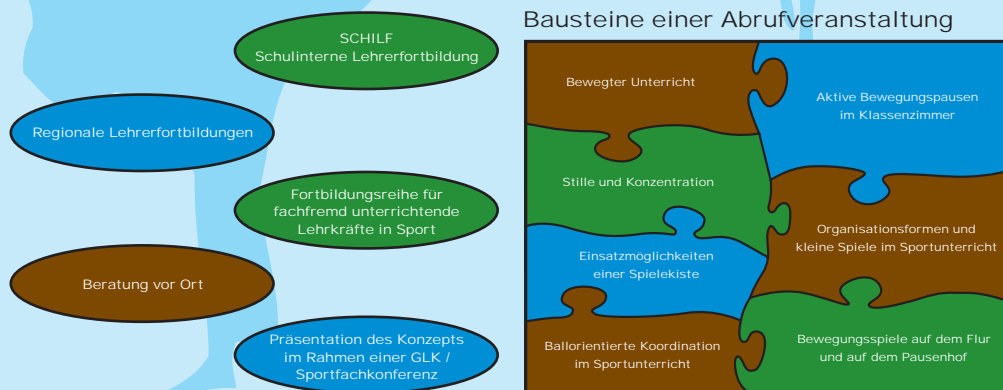 SCHILF
Schulinterne Lehrerfortbildung
Regionale Lehrerfortbildungen
Fortbildungsreihe für
fachfremd unterrichtende
Lehrkräfte in Sport
Beratung vor Ort
Präsentation des Konzepts
im Rahmen einer GLK /
Sportfachkonferenz
Bausteine einer Abrufveranstaltung
Bewegter Unterricht
Aktive Bewegungspausen
im Klassenzimmer
Stille und Konzentration
Organisationsformen und
kleine Spiele im Sportunterricht
Einsatzmöglichkeiten
einer Spielekiste
Ballorientierte Koordination
im Sportunterricht
Bewegungsspiele auf dem Flur
und auf dem Pausenhof